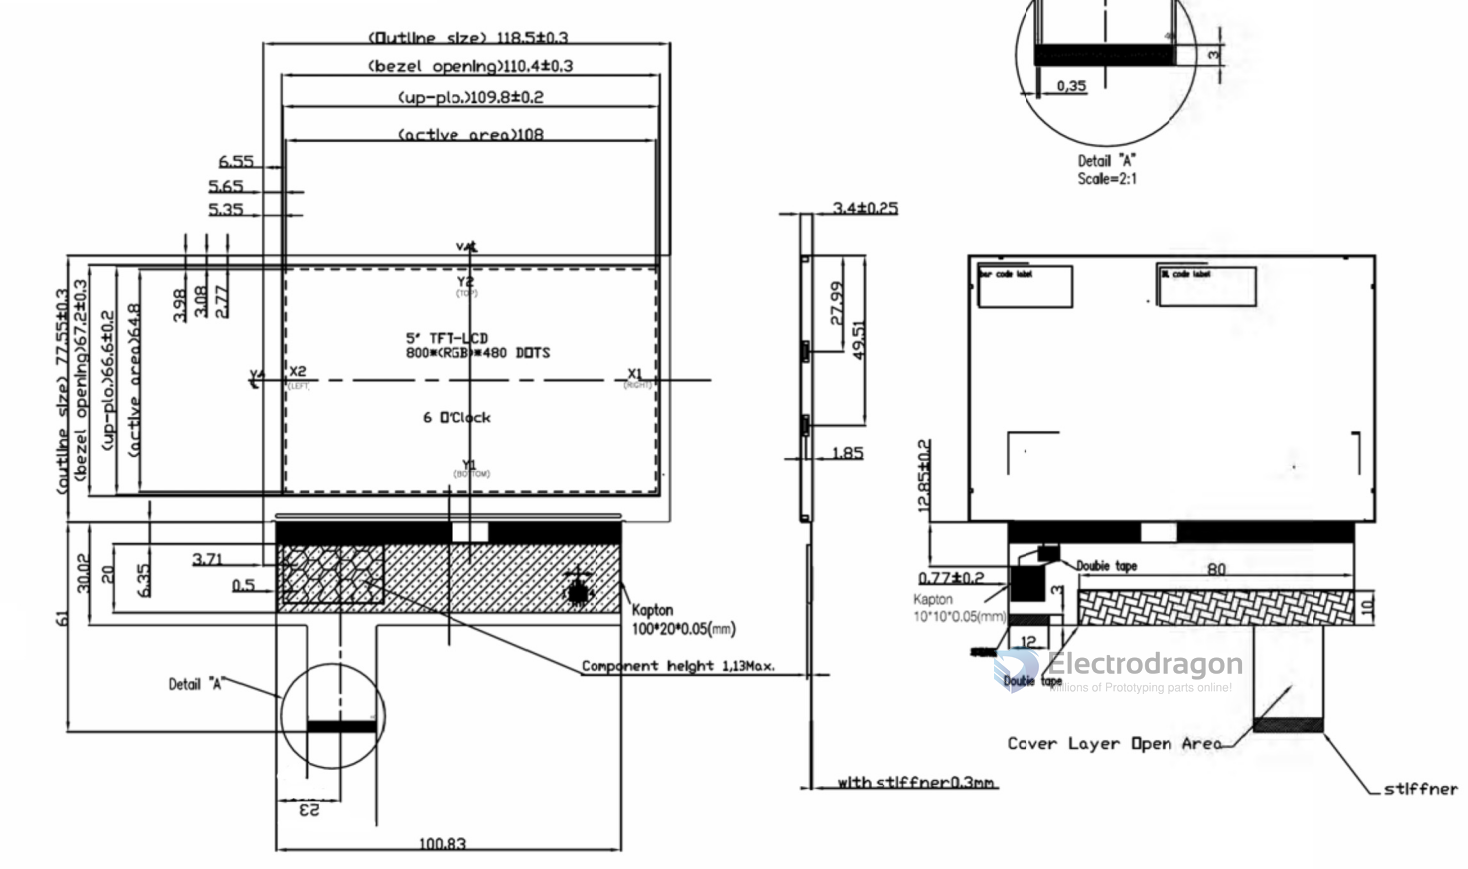 (Outline size) 118.5±0.3
(bezel opening)110.4±0.3
(up-plo.)109.8±0.2
(active area)108
6.55
5.65
5.35
3.98
3.08
2.77
(outline size) 77.55±0.3
(bezel opening)67.2±0.3
(up-plo.)66.6±0.2
(active area)64.8
Y2
(TOP)
5" TFT-LCD
800*(RGB)*480 DOTS
X2
(LEFT)
X1
(RIGHT)
6 O'Clock
Y1
(BOTTOM)
61
30.02
20
6.35
3.71
0.5
Kapton
100*20*0.05(mm)
Component height 1,13Max.
Detail "A"
23
100.83
3
0,35
Detail "A"
Scale=2:1
3.4±0.25
27.99
49.51
1.85
with stiffner0.3mm
bar code label
BL code label
12.85±0.2
0.77±0.2
Kapton
10*10*0.05(mm)
Double tape
80
3
10
12
Double tape
Electrodragon
Millions of Prototyping parts online!
Cover Layer Open Area
stiffner